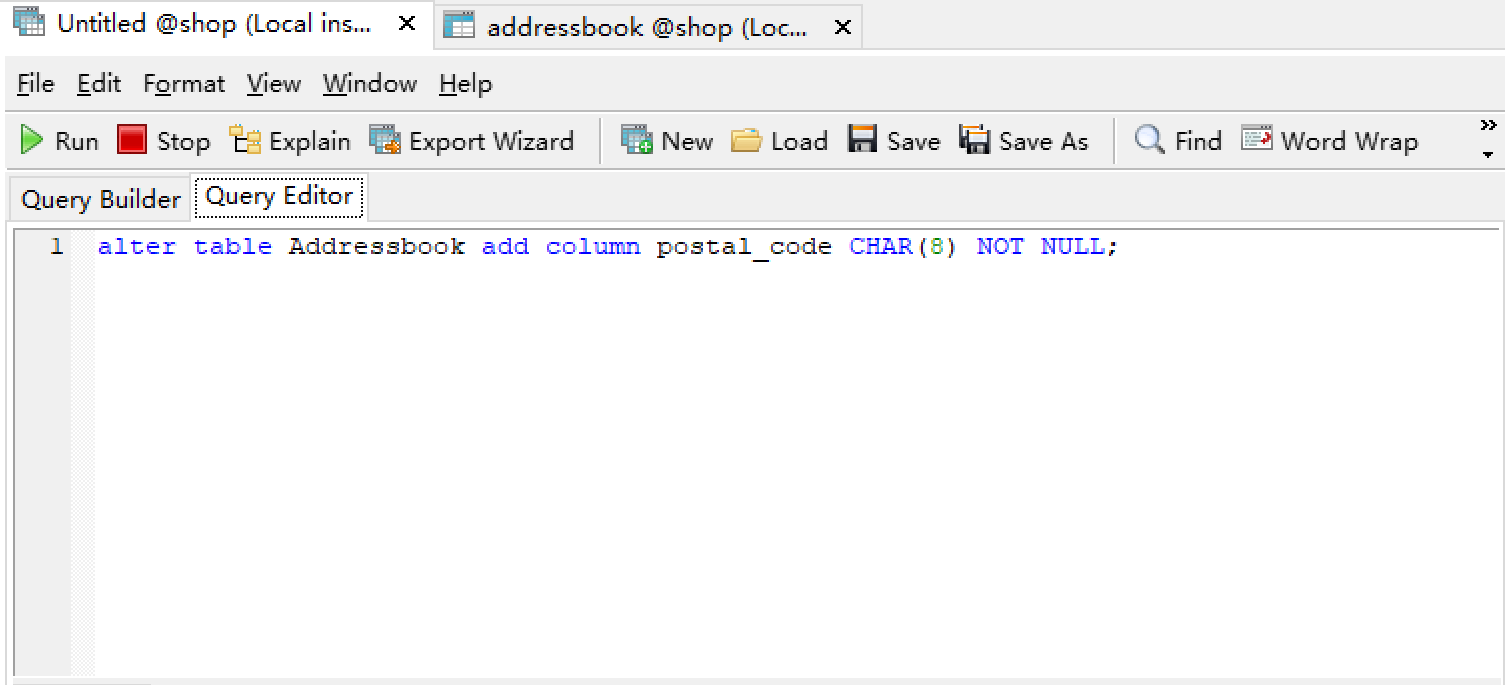 Untitled @shop (Local ins... addressbook @shop (Loc...
File Edit Format View Window Help
Run Stop Explain Export Wizard New Load Save Save As Find Word Wrap
Query Builder Query Editor
1 alter table Addressbook add column postal_code CHAR(8) NOT NULL;